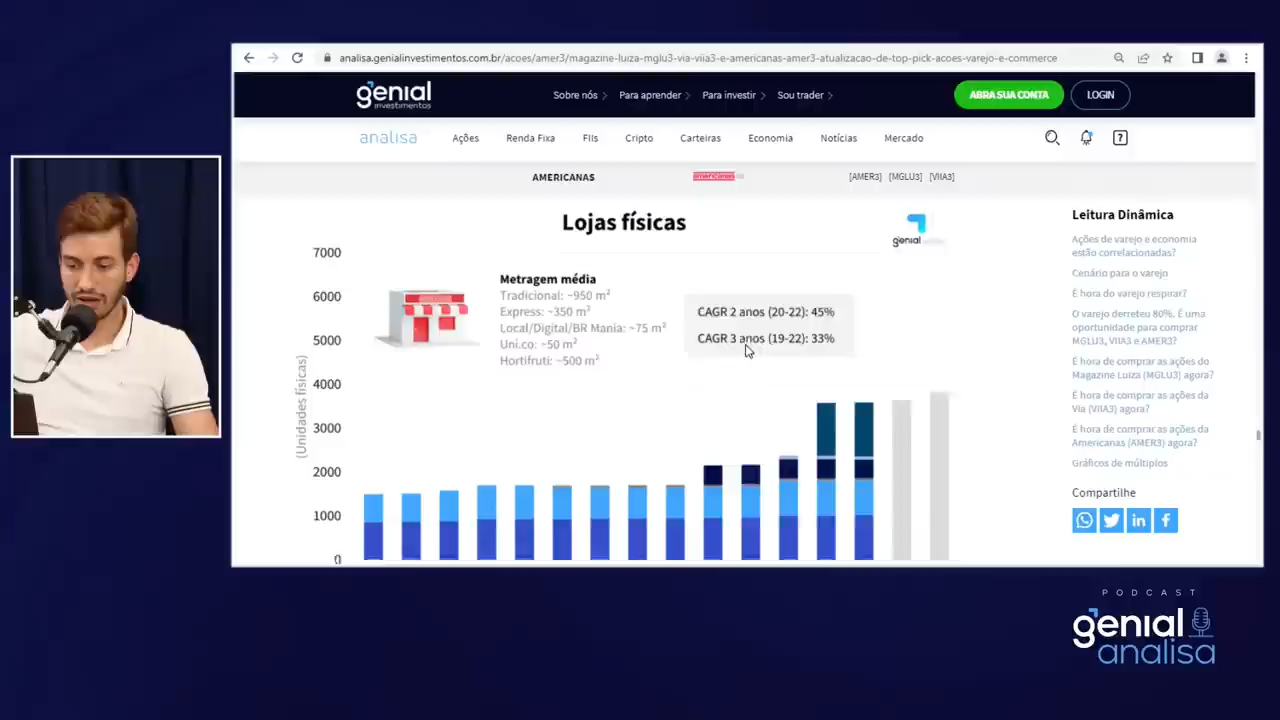 analisa.genialinvestimentos.com.br/acoes/amer3/magazine-luiza-mglu3-via-viia3-e-americanas-amer3-atualizacao-de-top-pick-acoes-varejo-e-commerce
genial
investimentos
Sobre nós
Para aprender
Para investir
Sou trader
ABRA SUA CONTA
LOGIN
analisa
Ações
Renda Fixa
FIIs
Cripto
Carteiras
Economia
Notícias
Mercado
AMERICANAS
americanas
[AMER3] [MGLU3] [VIIA3]
Lojas físicas
genial
Metragem média
Tradicional: ~950 m²
Express: ~350 m²
Local/Digital/BR Mania: ~75 m²
Uni.co: ~50 m²
Hortifruti: ~500 m²
CAGR 2 anos (20-22): 45%
CAGR 3 anos (19-22): 33%
(Unidades físicas)
7000
6000
5000
4000
3000
2000
1000
0
Leitura Dinâmica
Ações de varejo e economia
estão correlacionadas?
Cenário para o varejo
É hora do varejo respirar?
O varejo derreteu 80%. É uma
oportunidade para comprar
MGLU3, VIIA3 e AMER3?
É hora de comprar as ações do
Magazine Luiza (MGLU3) agora?
É hora de comprar as ações da
Via (VIIA3) agora?
É hora de comprar as ações da
Americanas (AMER3) agora?
Gráficos de múltiplos
Compartilhe
PODCAST
genial
analisa